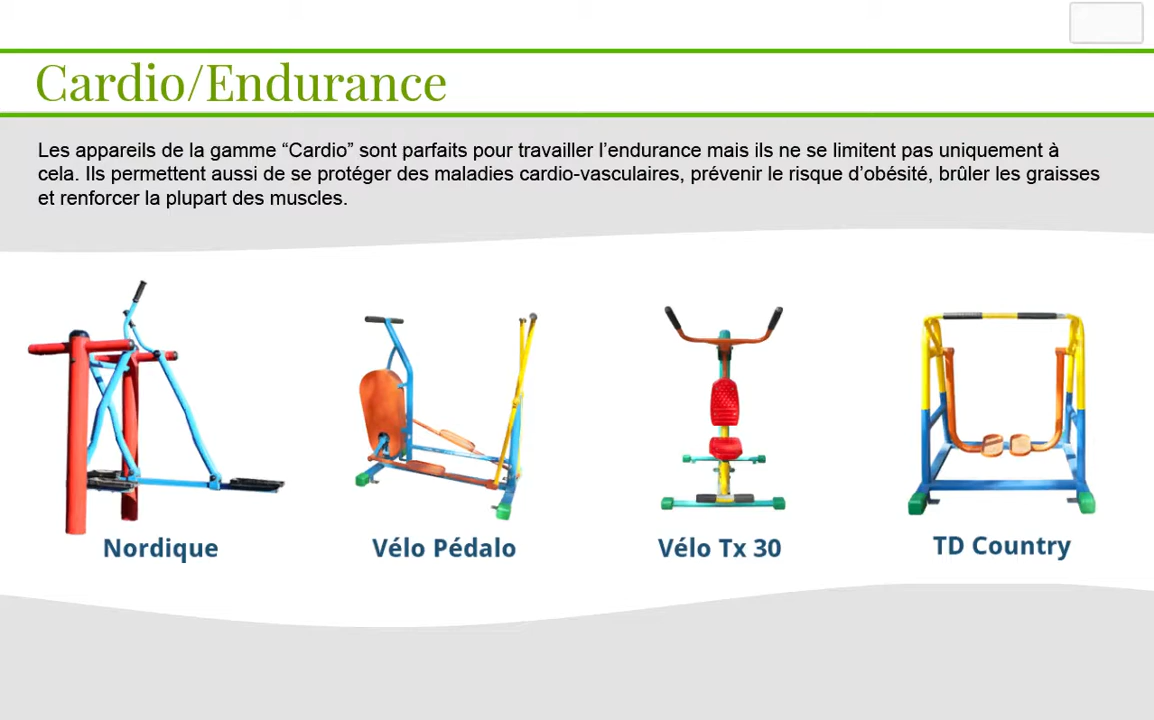 Cardio/Endurance
Les appareils de la gamme “Cardio” sont parfaits pour travailler l’endurance mais ils ne se limitent pas uniquement à
cela. Ils permettent aussi de se protéger des maladies cardio-vasculaires, prévenir le risque d’obésité, brûler les graisses
et renforcer la plupart des muscles.
Nordique
Vélo Pédalo
Vélo Tx 30
TD Country